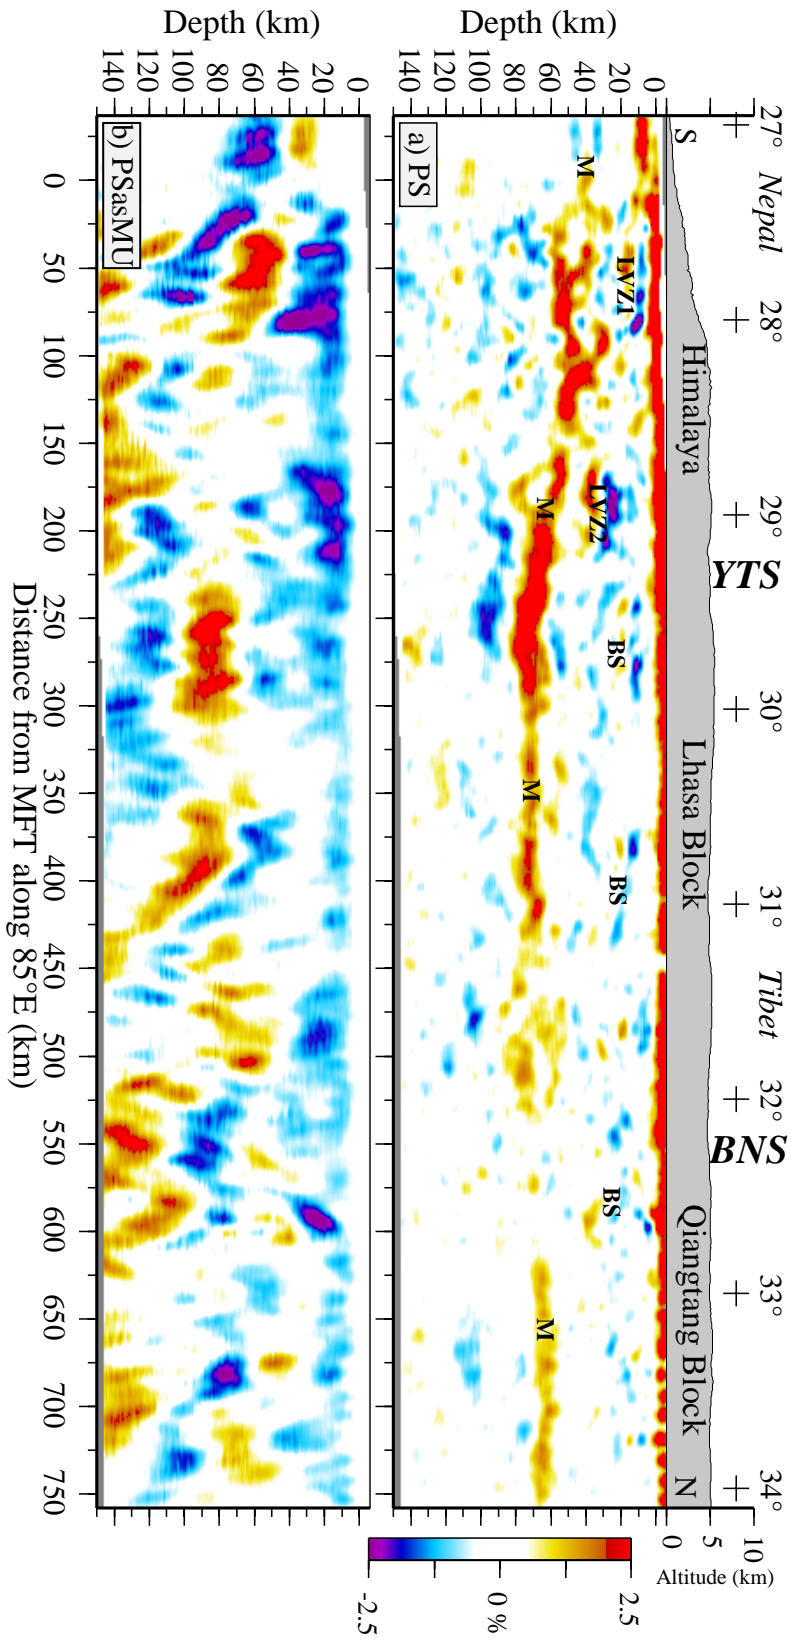 27° 28° 29° 30° 31° 32° 33° 34°
Nepal YTS Tibet BNS
10
5
0
Altitude (km)
S Himalaya Lhasa Block Qiangtang Block N
Depth (km)
0
20
40
60
80
100
120
140
LVZ1 LVZ2 BS BS BS
M M M M
a) PS
Depth (km)
0
20
40
60
80
100
120
140
b) PSasMU
0 50 100 150 200 250 300 350 400 450 500 550 600 650 700 750
Distance from MFT along 85°E (km)
2.5
0 %
-2.5